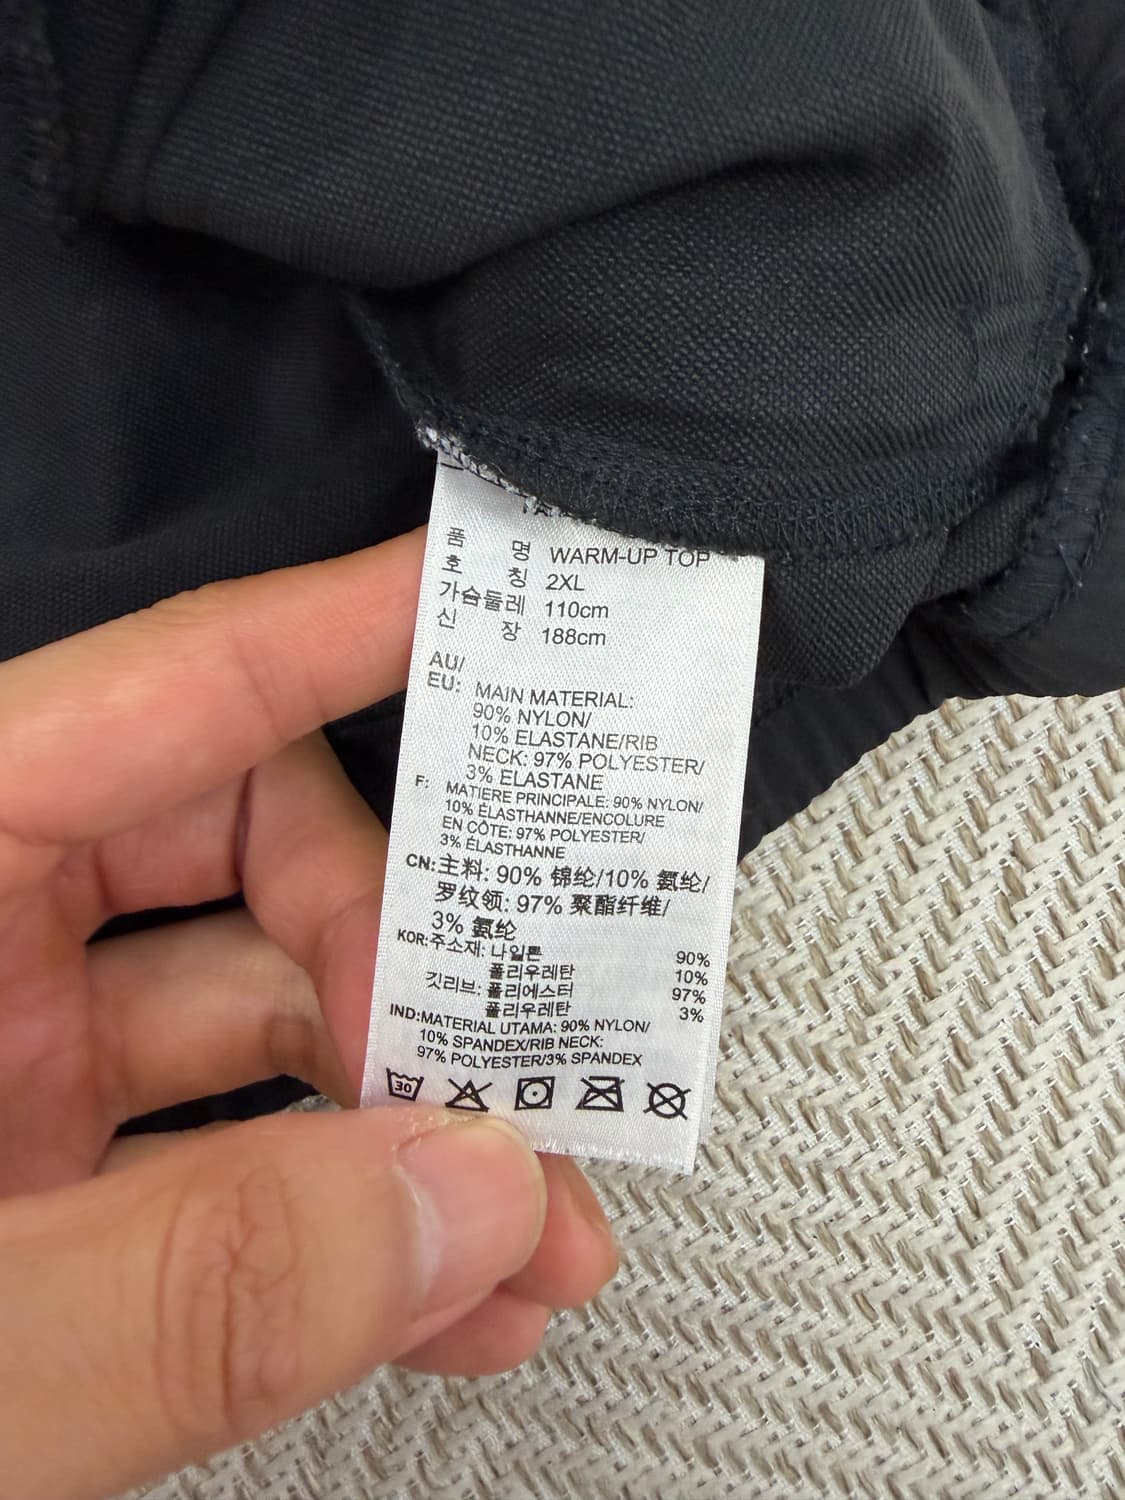 품 명 WARM-UP TOP
호 칭 2XL
가슴둘레 110cm
신 장 188cm
AU/
EU: MAIN MATERIAL:
90% NYLON/
10% ELASTANE/RIB
NECK: 97% POLYESTER/
3% ELASTANE
F: MATIÈRE PRINCIPALE: 90% NYLON/
10% ÉLASTHANNE/ENCOLURE
EN CÔTE: 97% POLYESTER/
3% ÉLASTHANNE
CN:主料: 90% 锦纶/10% 氨纶/
罗纹领: 97% 聚酯纤维/
3% 氨纶
KOR:주소재: 나일론 90%
폴리우레탄 10%
깃리브: 폴리에스터 97%
폴리우레탄 3%
IND:MATERIAL UTAMA: 90% NYLON/
10% SPANDEX/RIB NECK:
97% POLYESTER/3% SPANDEX
30